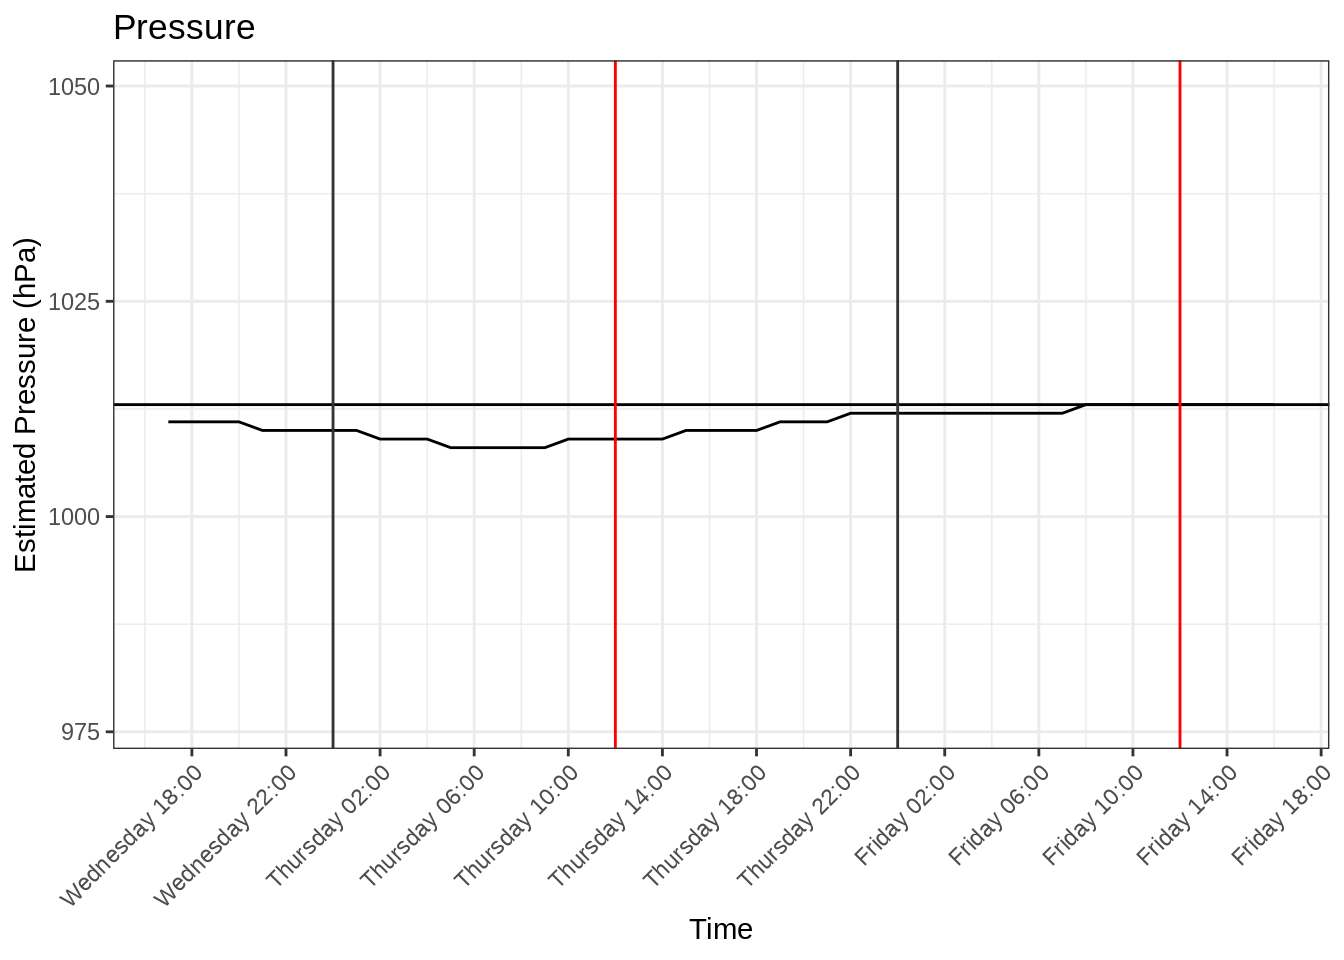 Pressure
Estimated Pressure (hPa)
1050
1025
1000
975
Wednesday 18:00
Wednesday 22:00
Thursday 02:00
Thursday 06:00
Thursday 10:00
Thursday 14:00
Thursday 18:00
Thursday 22:00
Friday 02:00
Friday 06:00
Friday 10:00
Friday 14:00
Friday 18:00
Time